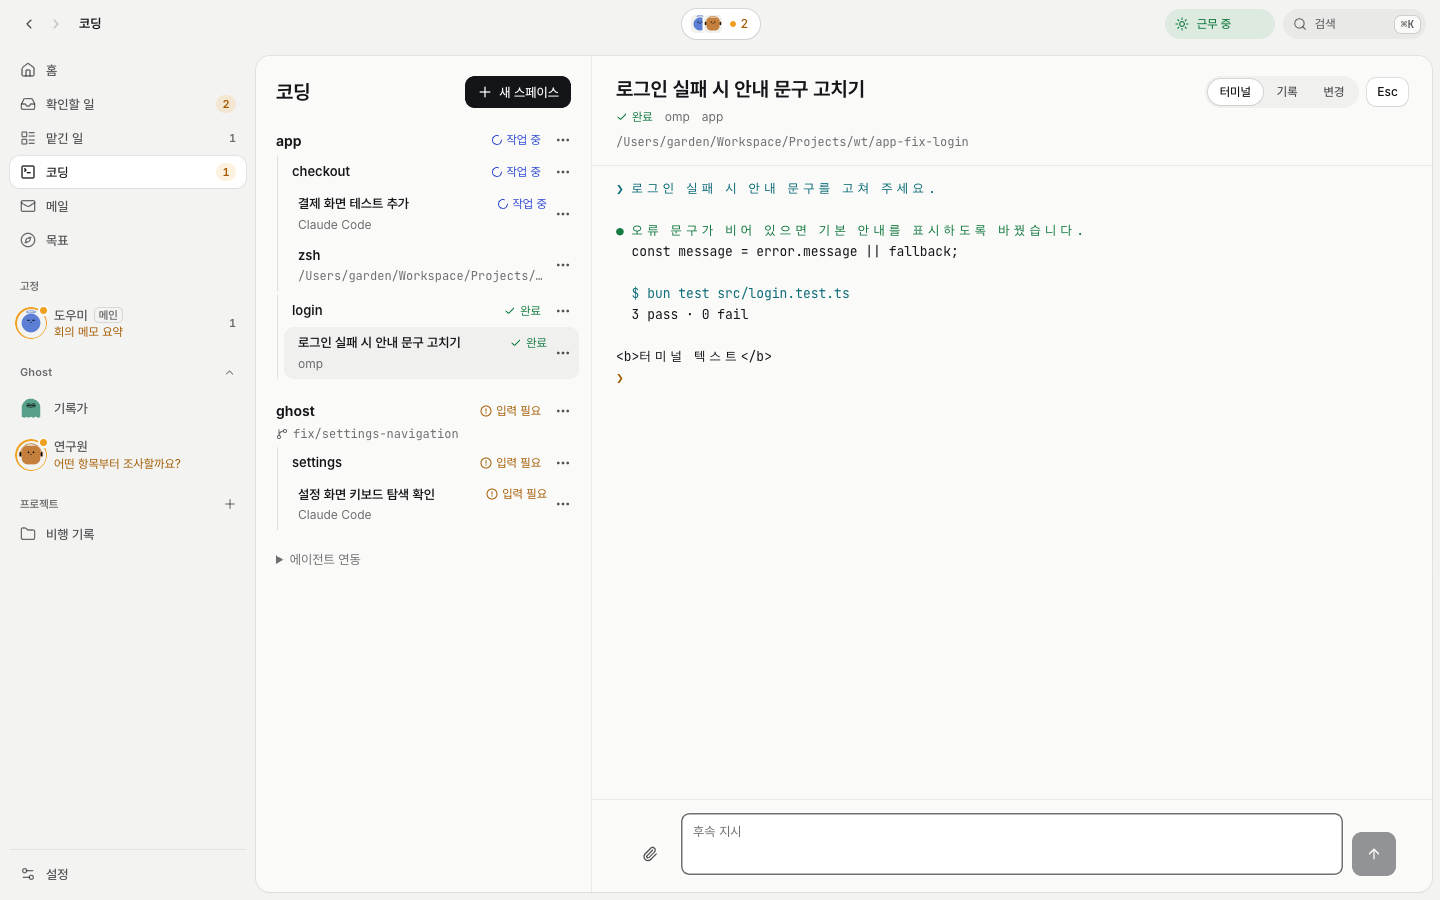 코딩
2
근무 중
검색
⌘K
홈
확인할 일
2
맡긴 일
1
코딩
1
메일
목표
고정
도우미
메인
회의 메모 요약
1
Ghost
기록가
연구원
어떤 항목부터 조사할까요?
프로젝트
비행 기록
설정
코딩
새 스페이스
app
작업 중
checkout
작업 중
결제 화면 테스트 추가
작업 중
Claude Code
zsh
/Users/garden/Workspace/Projects/…
login
완료
로그인 실패 시 안내 문구 고치기
완료
omp
ghost
입력 필요
fix/settings-navigation
settings
입력 필요
설정 화면 키보드 탐색 확인
입력 필요
Claude Code
에이전트 연동
로그인 실패 시 안내 문구 고치기
터미널
기록
변경
Esc
완료 omp app
/Users/garden/Workspace/Projects/wt/app-fix-login
❯ 로그인 실패 시 안내 문구를 고쳐 주세요.
● 오류 문구가 비어 있으면 기본 안내를 표시하도록 바꿨습니다.
const message = error.message || fallback;
$ bun test src/login.test.ts
3 pass · 0 fail
<b>터미널 텍스트</b>
❯
후속 지시